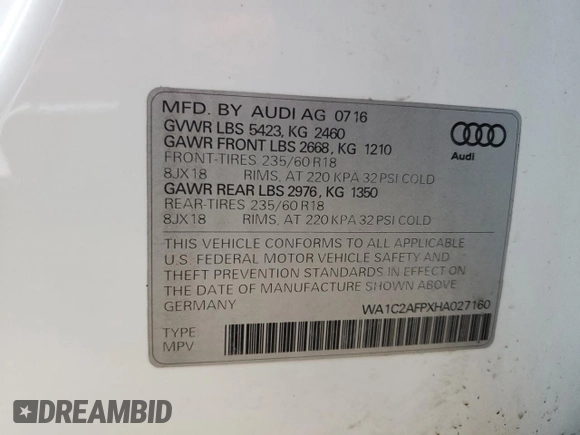 MFD. BY AUDI AG 07 16
GVWR LBS 5423, KG 2460
GAWR FRONT LBS 2668, KG 1210
FRONT-TIRES 235/60 R18
8JX18 RIMS, AT 220 KPA 32 PSI COLD
GAWR REAR LBS 2976, KG 1350
REAR-TIRES 235/60 R18
8JX18 RIMS, AT 220 KPA 32 PSI COLD
Audi
THIS VEHICLE CONFORMS TO ALL APPLICABLE
U.S. FEDERAL MOTOR VEHICLE SAFETY AND
THEFT PREVENTION STANDARDS IN EFFECT ON
THE DATE OF MANUFACTURE SHOWN ABOVE.
GERMANY WA1C2AFPXHA027160
TYPE
MPV
DREAMBID